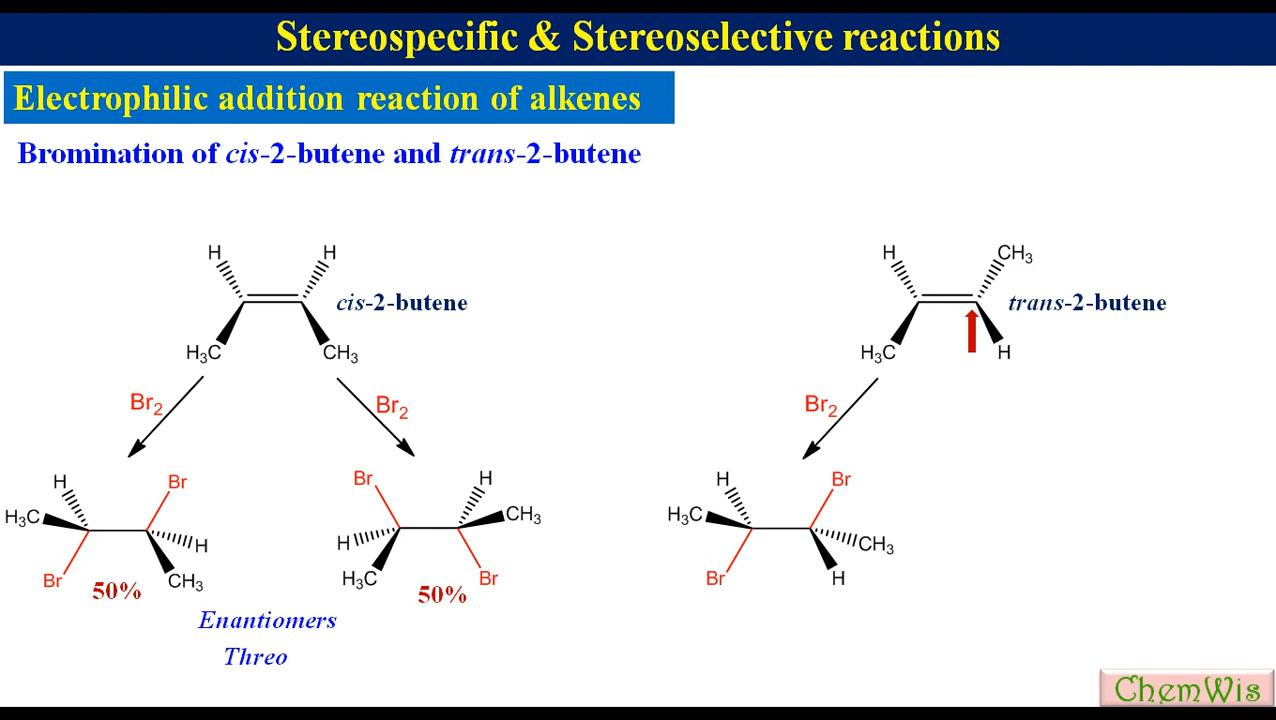 Stereospecific & Stereoselective reactions
Electrophilic addition reaction of alkenes
Bromination of cis-2-butene and trans-2-butene
H H
cis-2-butene
H₃C CH₃
Br₂ Br₂
H Br
H₃C
H
Br CH₃
50%
Br H
CH₃
H
H₃C Br
50%
Enantiomers
Threo
H CH₃
trans-2-butene
H₃C H
Br₂
H Br
H₃C
CH₃
Br H
ChemWis